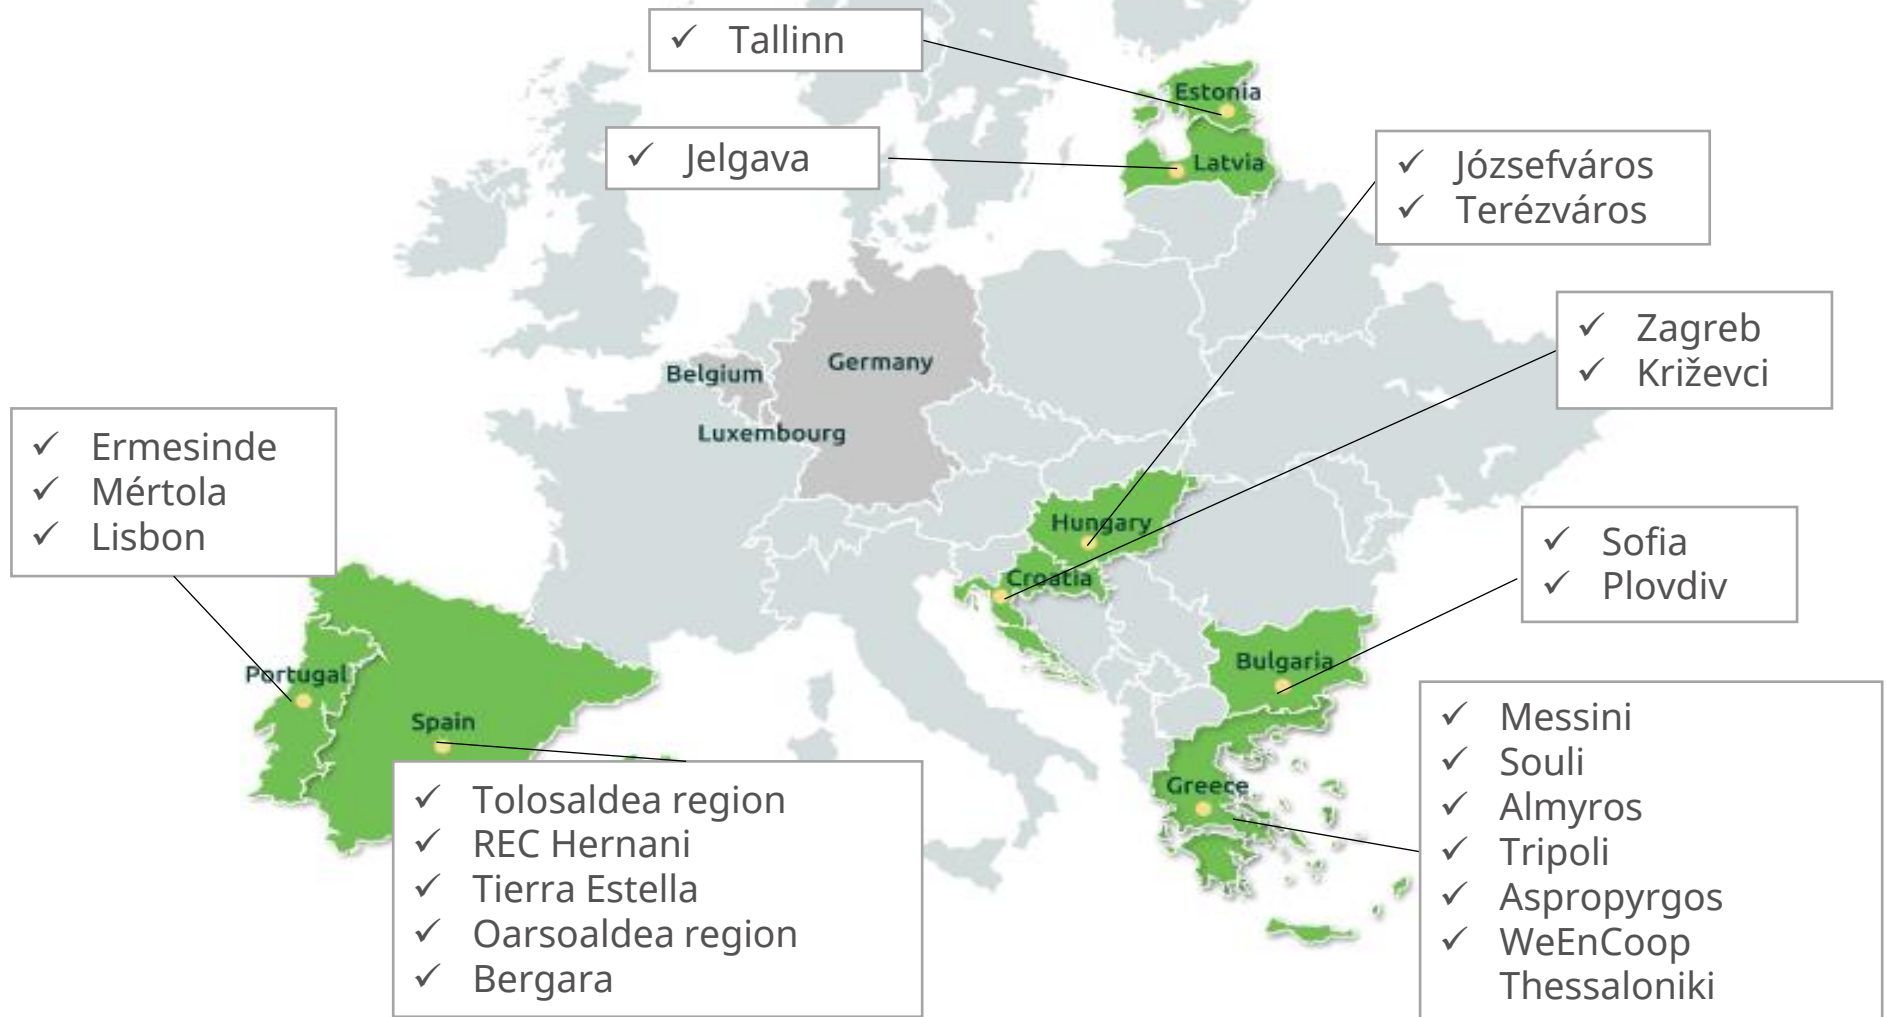 ✓ Tallinn
Estonia
✓ Jelgava
Latvia
✓ Józsefváros
✓ Terézváros
✓ Zagreb
✓ Križevci
Germany
Belgium
Luxembourg
✓ Ermesinde
✓ Mértola
✓ Lisbon
Hungary
Croatia
✓ Sofia
✓ Plovdiv
Bulgaria
Portugal
Spain
✓ Tolosaldea region
✓ REC Hernani
✓ Tierra Estella
✓ Oarsoaldea region
✓ Bergara
Greece
✓ Messini
✓ Souli
✓ Almyros
✓ Tripoli
✓ Aspropyrgos
✓ WeEnCoop
Thessaloniki